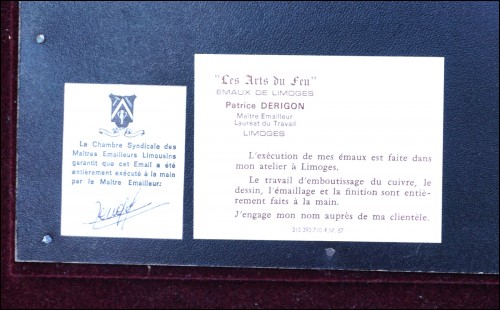 La Chambre Syndicale des
Maîtres Emailleurs Limousins
garantit que cet Email a été
entièrement exécuté à la main
par le Maître Emailleur:
"Les Arts du Feu"
EMAUX DE LIMOGES
Patrice DERIGON
Maître Emailleur
Lauréat du Travail
LIMOGES
L'exécution de mes émaux est faite dans
mon atelier à Limoges.
Le travail d'emboutissage du cuivre, le
dessin, l'émaillage et la finition sont entiè-
rement faits à la main.
J'engage mon nom auprès de ma clientèle.